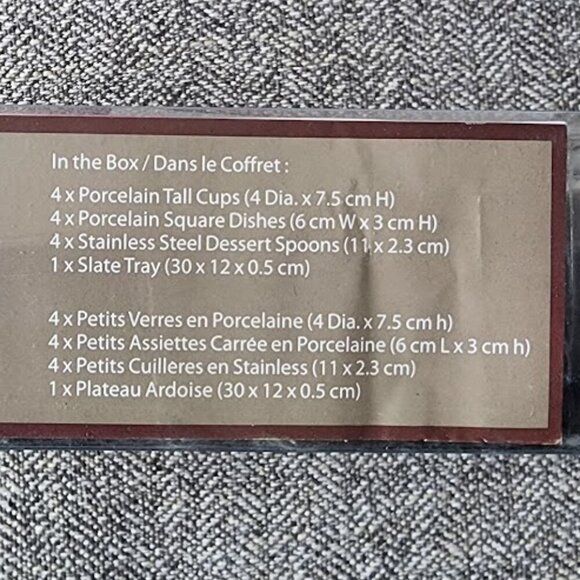 In the Box / Dans le Coffret :
4 x Porcelain Tall Cups (4 Dia. x 7.5 cm H)
4 x Porcelain Square Dishes (6 cm W x 3 cm H)
4 x Stainless Steel Dessert Spoons (11 x 2.3 cm)
1 x Slate Tray (30 x 12 x 0.5 cm)
4 x Petits Verres en Porcelaine (4 Dia. x 7.5 cm h)
4 x Petits Assiettes Carrée en Porcelaine (6 cm L x 3 cm h)
4 x Petits Cuilleres en Stainless (11 x 2.3 cm)
1 x Plateau Ardoise (30 x 12 x 0.5 cm)